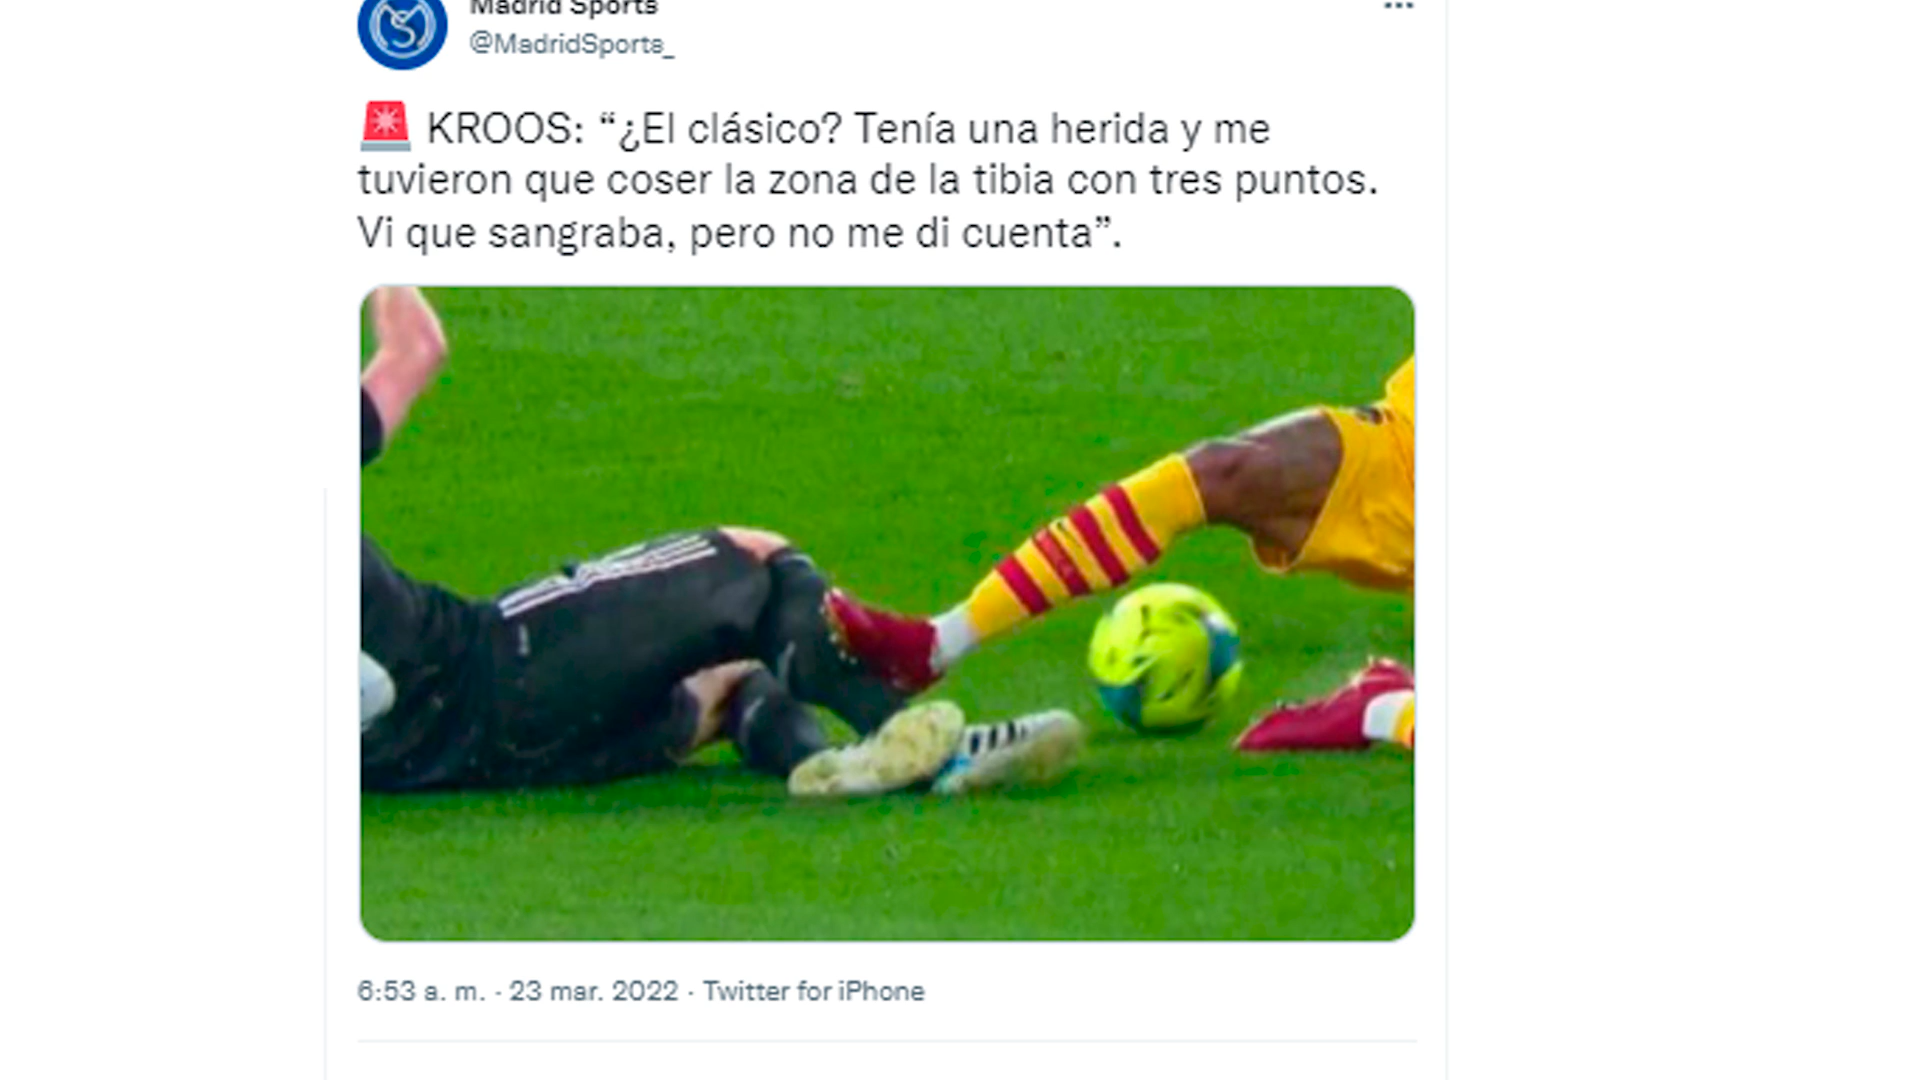 Madrid Sports
@MadridSports_
🚨 KROOS: “¿El clásico? Tenía una herida y me
tuvieron que coser la zona de la tibia con tres puntos.
Vi que sangraba, pero no me di cuenta”.
6:53 a. m. · 23 mar. 2022 · Twitter for iPhone